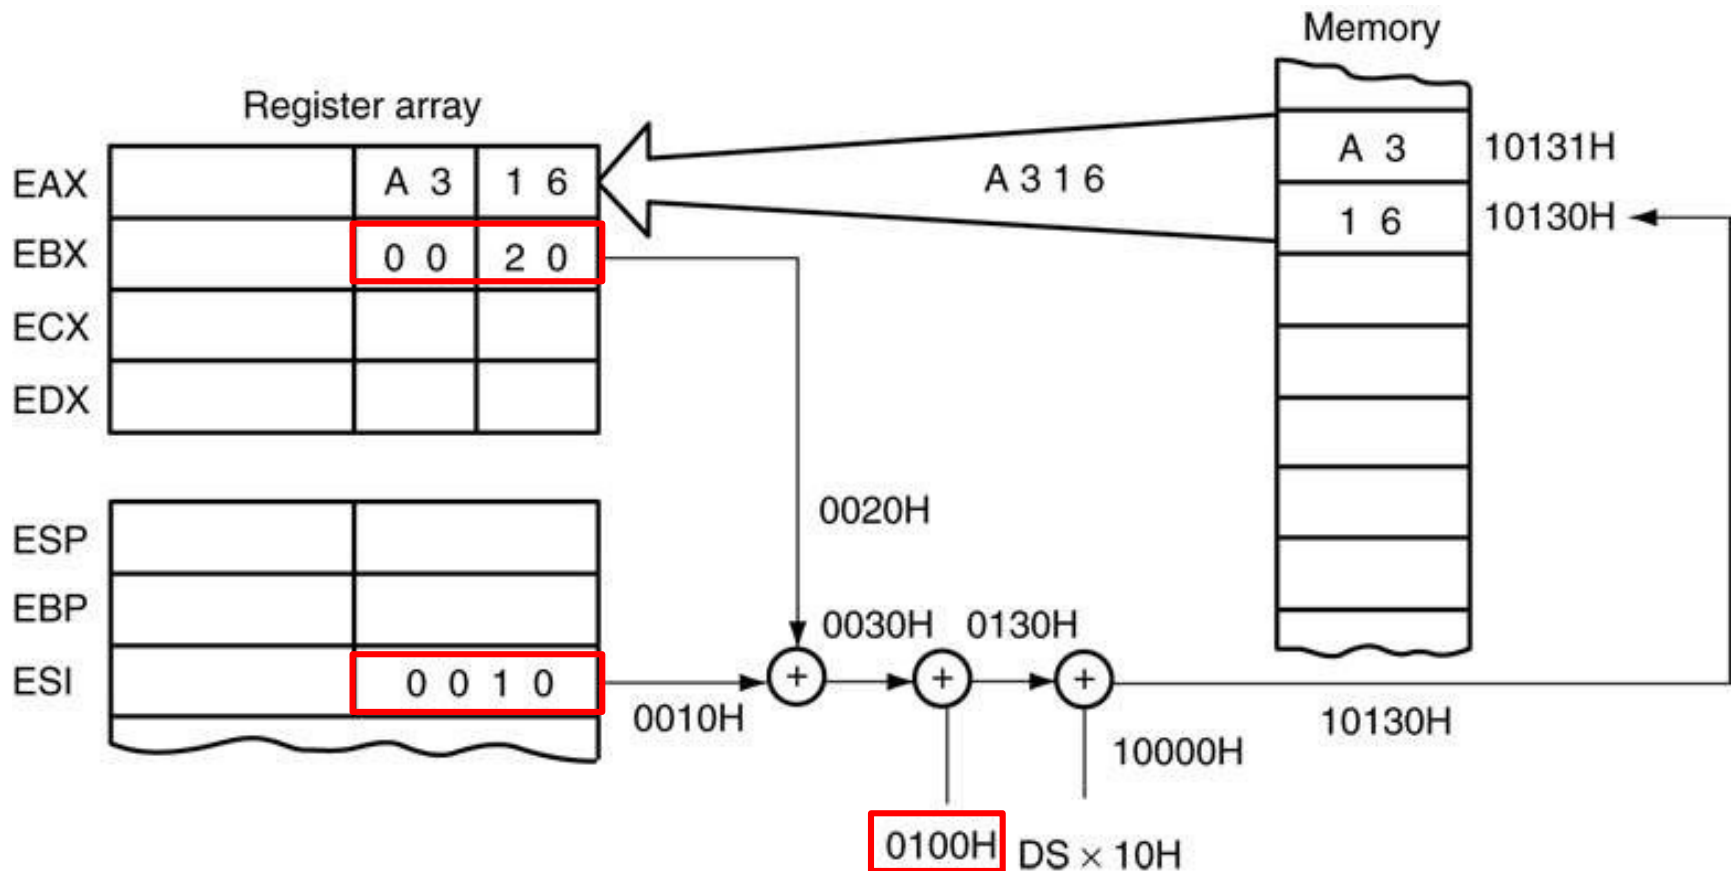 Memory
Register array
A 3 10131H
EAX A 3 1 6
A 3 1 6
1 6 10130H
EBX 0 0 2 0
ECX
EDX
0020H
ESP
EBP
0030H 0130H
ESI 0 0 1 0
+ + +
0010H
10130H
10000H
0100H DS × 10H